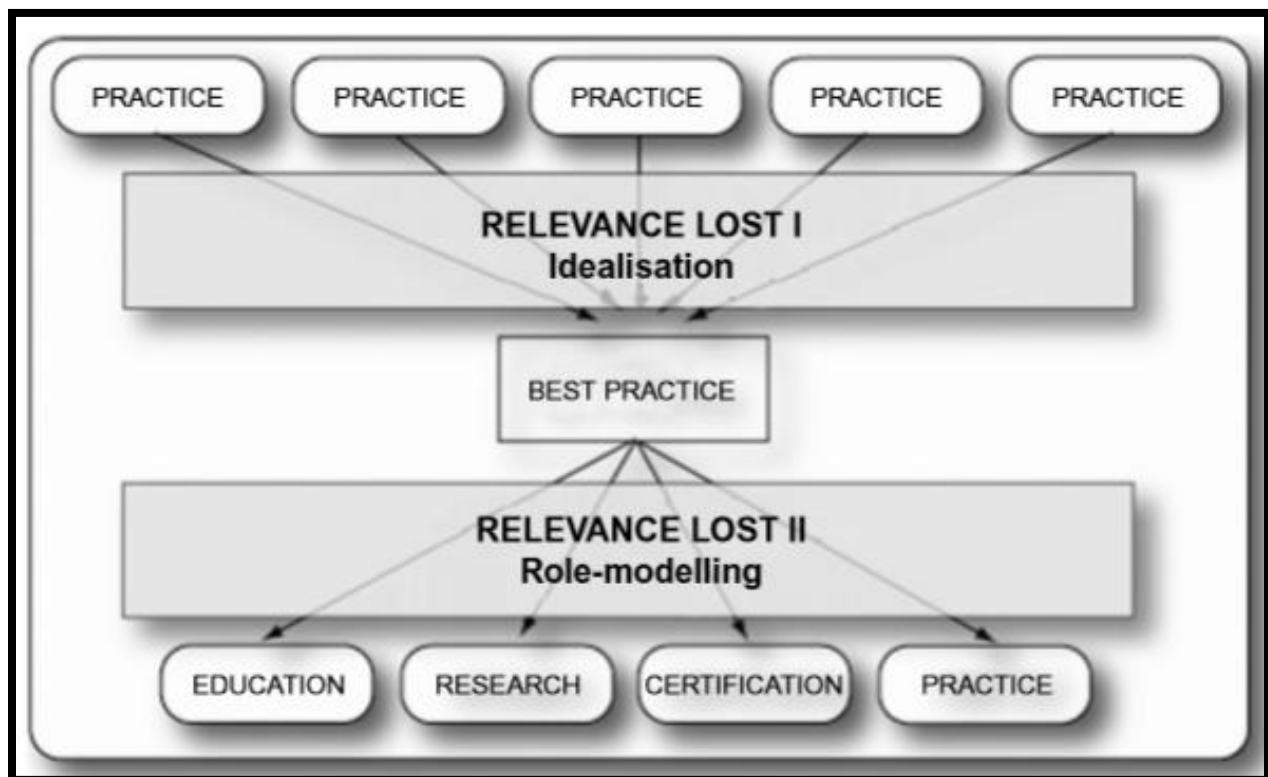 PRACTICE
PRACTICE
PRACTICE
PRACTICE
PRACTICE
RELEVANCE LOST I
Idealisation
BEST PRACTICE
RELEVANCE LOST II
Role-modelling
EDUCATION
RESEARCH
CERTIFICATION
PRACTICE